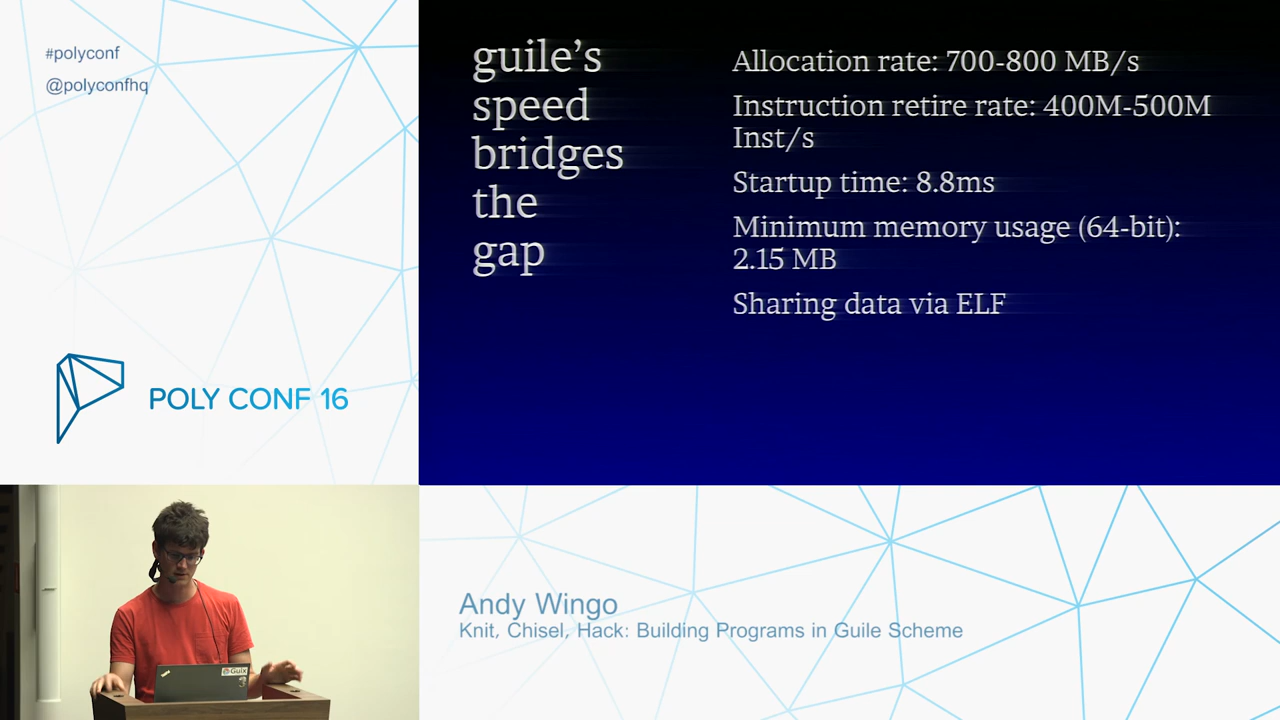 #polyconf
@polyconfhq
POLY CONF 16
guile's
speed
bridges
the
gap
Allocation rate: 700-800 MB/s
Instruction retire rate: 400M-500M
Inst/s
Startup time: 8.8ms
Minimum memory usage (64-bit):
2.15 MB
Sharing data via ELF
Guix
Andy Wingo
Knit, Chisel, Hack: Building Programs in Guile Scheme